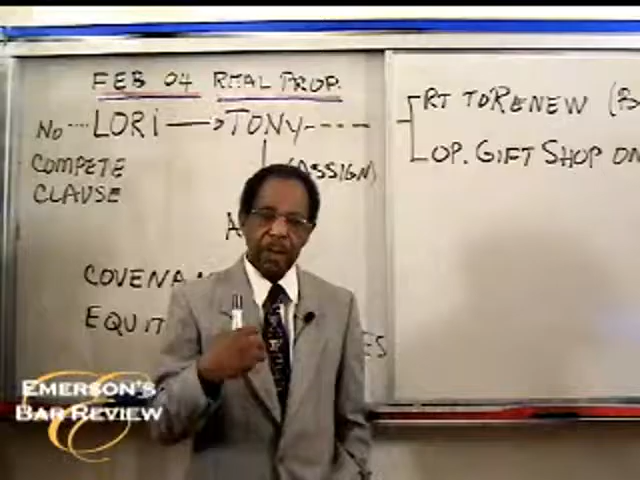 FEB 04 REAL PROP.
No --- LORI → TONY ----
COMPETE
CLAUSE
(ASSIGN)
A
COVENA
EQUIT
ES
RT TO RENEW (
OP. GIFT SHOP ON
EMERSON'S
BAR REVIEW